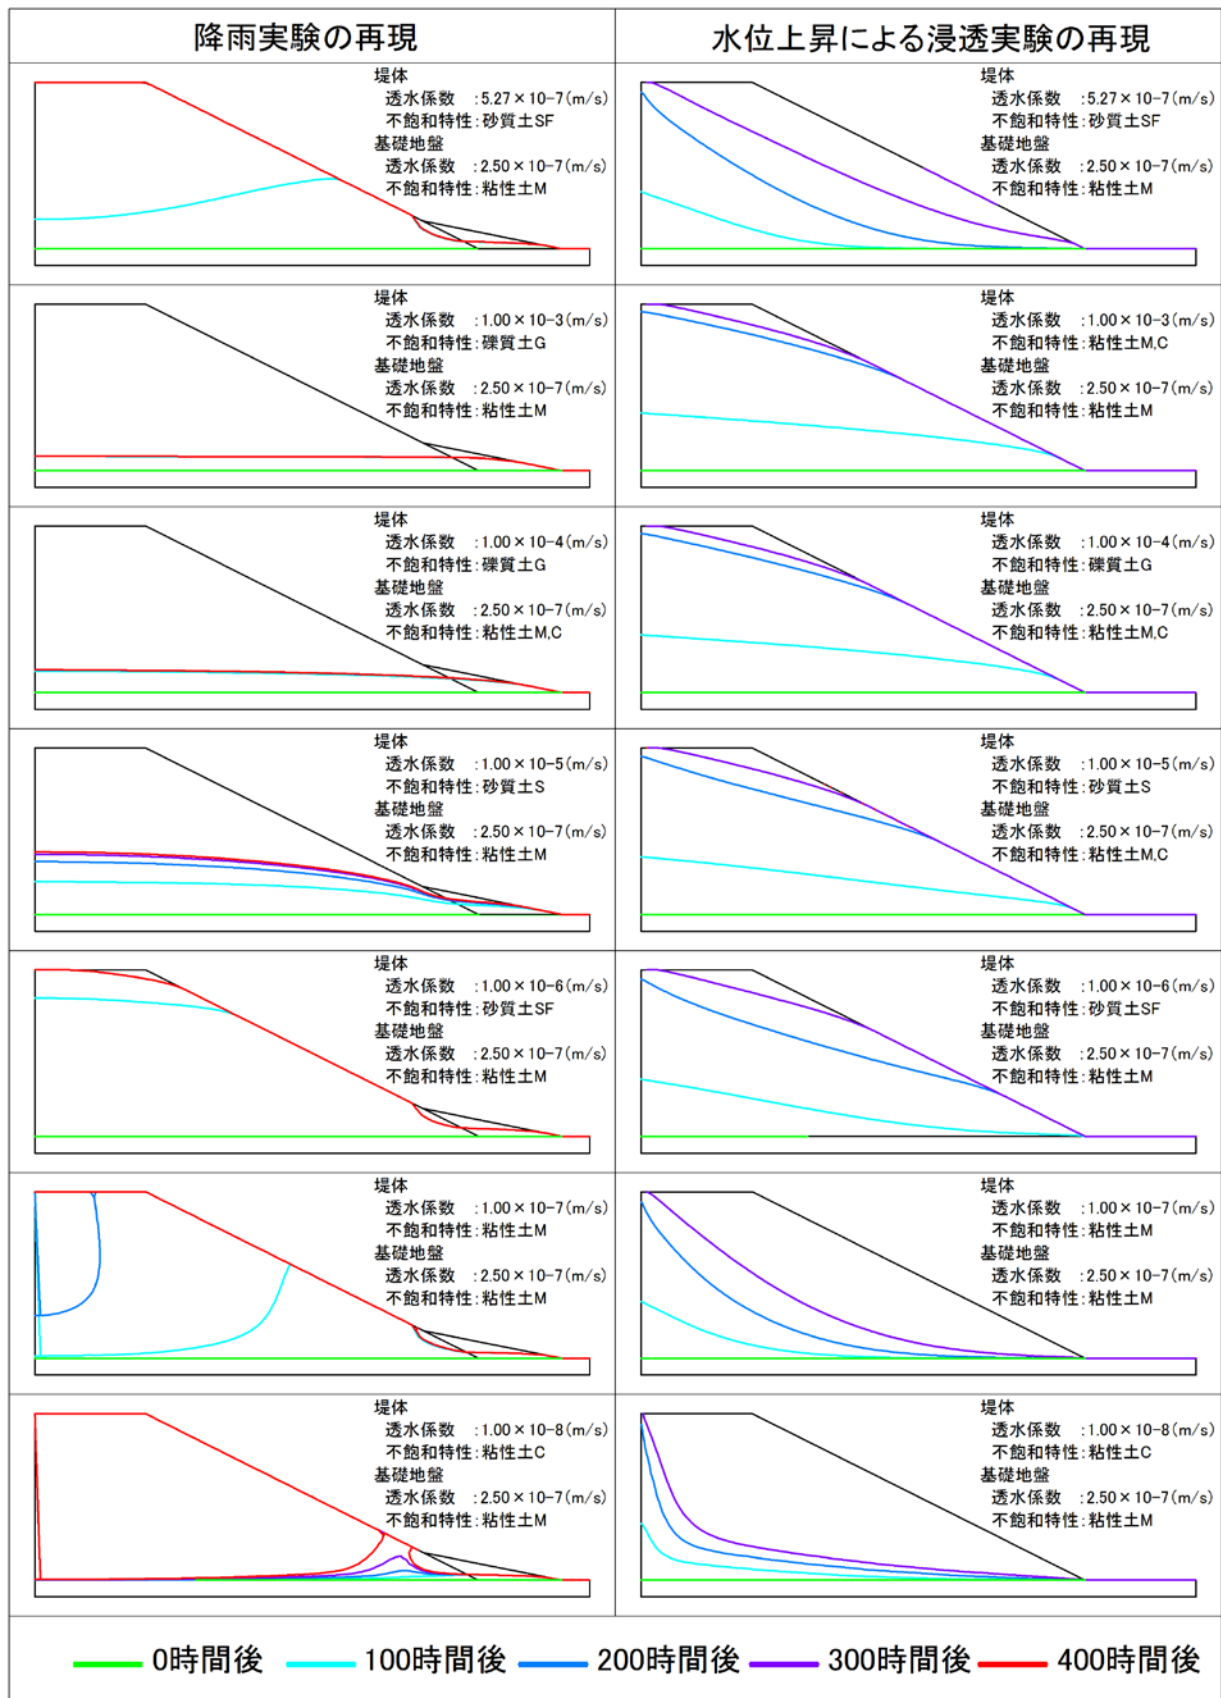 降雨実験の再現
水位上昇による浸透実験の再現
堤体
透水係数 :5.27×10-7(m/s)
不飽和特性:砂質土SF
基礎地盤
透水係数 :2.50×10-7(m/s)
不飽和特性:粘性土M
堤体
透水係数 :5.27×10-7(m/s)
不飽和特性:砂質土SF
基礎地盤
透水係数 :2.50×10-7(m/s)
不飽和特性:粘性土M
堤体
透水係数 :1.00×10-3(m/s)
不飽和特性:礫質土G
基礎地盤
透水係数 :2.50×10-7(m/s)
不飽和特性:粘性土M
堤体
透水係数 :1.00×10-3(m/s)
不飽和特性:粘性土M,C
基礎地盤
透水係数 :2.50×10-7(m/s)
不飽和特性:粘性土M
堤体
透水係数 :1.00×10-4(m/s)
不飽和特性:礫質土G
基礎地盤
透水係数 :2.50×10-7(m/s)
不飽和特性:粘性土M,C
堤体
透水係数 :1.00×10-4(m/s)
不飽和特性:礫質土G
基礎地盤
透水係数 :2.50×10-7(m/s)
不飽和特性:粘性土M,C
堤体
透水係数 :1.00×10-5(m/s)
不飽和特性:砂質土S
基礎地盤
透水係数 :2.50×10-7(m/s)
不飽和特性:粘性土M
堤体
透水係数 :1.00×10-5(m/s)
不飽和特性:砂質土S
基礎地盤
透水係数 :2.50×10-7(m/s)
不飽和特性:粘性土M,C
堤体
透水係数 :1.00×10-6(m/s)
不飽和特性:砂質土SF
基礎地盤
透水係数 :2.50×10-7(m/s)
不飽和特性:粘性土M
堤体
透水係数 :1.00×10-6(m/s)
不飽和特性:砂質土SF
基礎地盤
透水係数 :2.50×10-7(m/s)
不飽和特性:粘性土M
堤体
透水係数 :1.00×10-7(m/s)
不飽和特性:粘性土M
基礎地盤
透水係数 :2.50×10-7(m/s)
不飽和特性:粘性土M
堤体
透水係数 :1.00×10-7(m/s)
不飽和特性:粘性土M
基礎地盤
透水係数 :2.50×10-7(m/s)
不飽和特性:粘性土M
堤体
透水係数 :1.00×10-8(m/s)
不飽和特性:粘性土C
基礎地盤
透水係数 :2.50×10-7(m/s)
不飽和特性:粘性土M
堤体
透水係数 :1.00×10-8(m/s)
不飽和特性:粘性土C
基礎地盤
透水係数 :2.50×10-7(m/s)
不飽和特性:粘性土M
0時間後 100時間後 200時間後 300時間後 400時間後